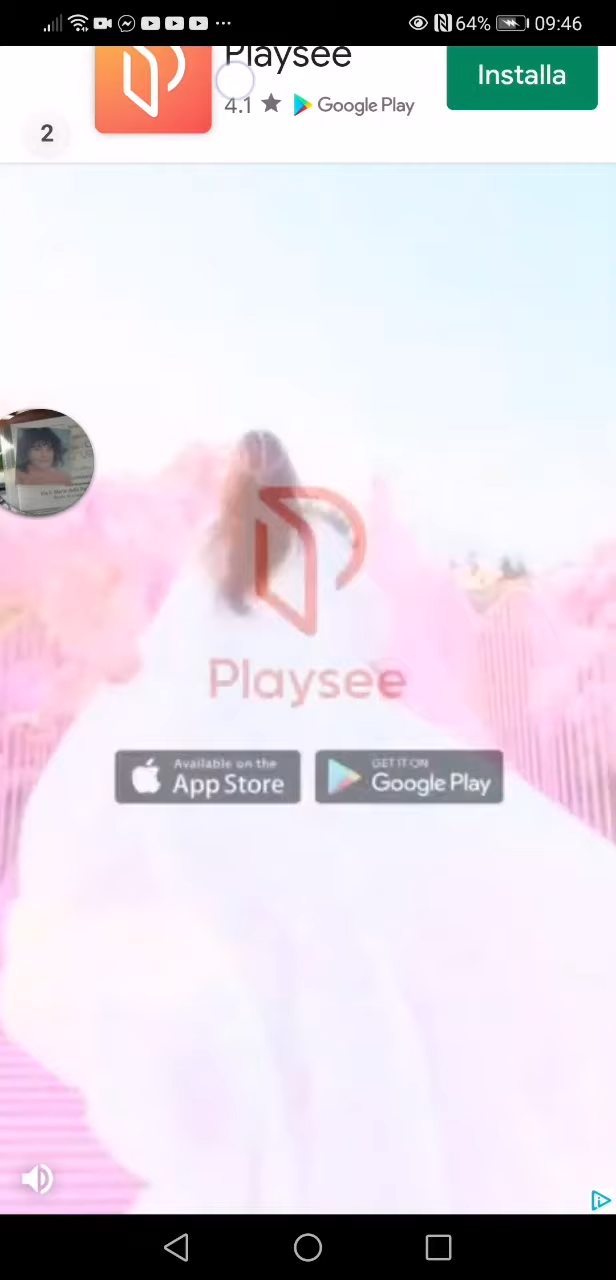 64% 09:46
Playsee
Installa
4.1 ★ Google Play
2
Playsee
Available on the
App Store
GET IT ON
Google Play